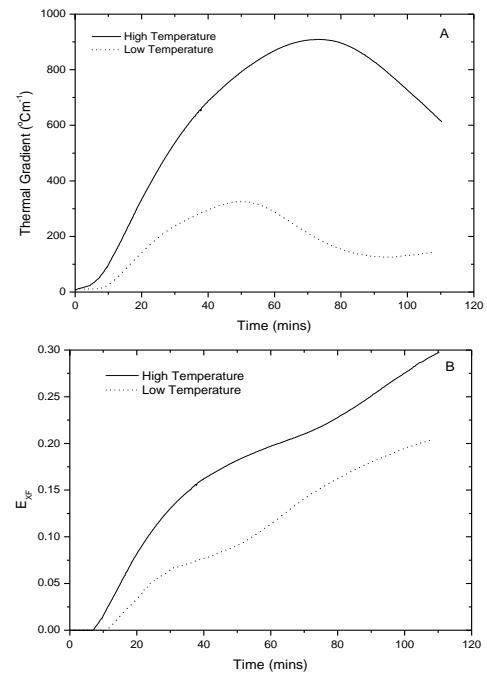 1000
800
600
400
200
0
Thermal Gradient (°Cm⁻¹)
High Temperature
Low Temperature
A
0 20 40 60 80 100 120
Time (mins)
0.30
0.25
0.20
0.15
0.10
0.05
0.00
E_XF
High Temperature
Low Temperature
B
0 20 40 60 80 100 120
Time (mins)